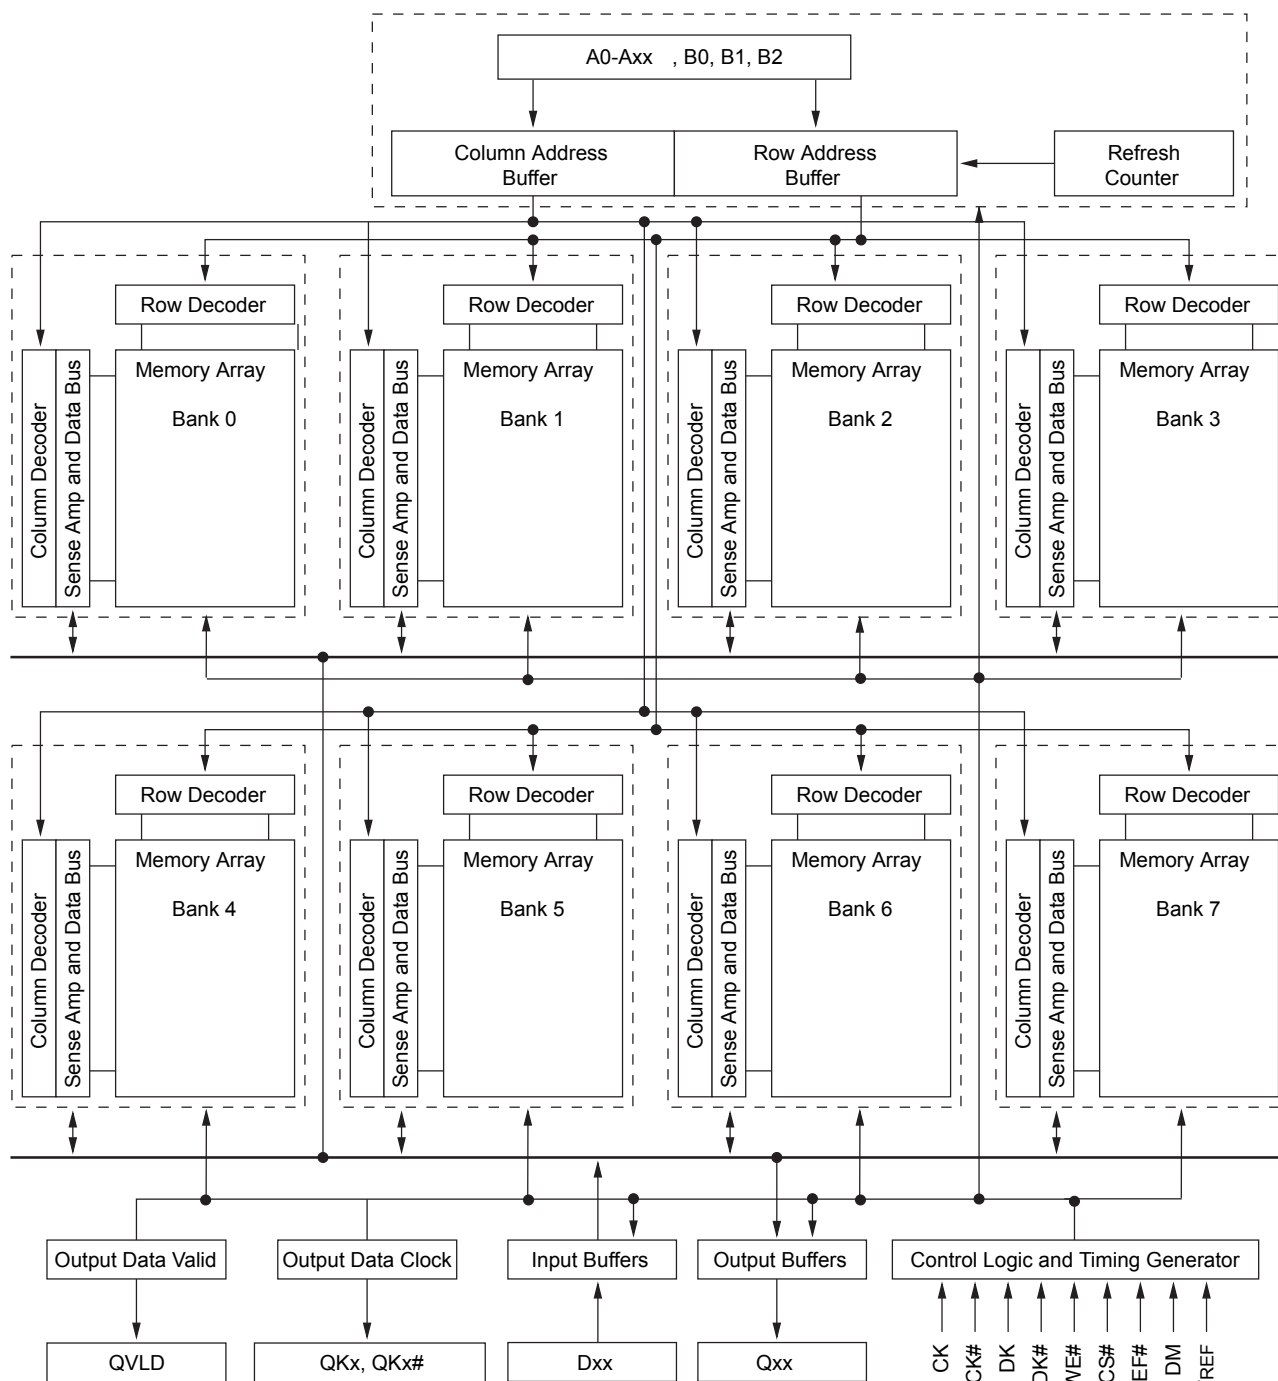 A0-Axx , B0, B1, B2
Column Address
Buffer
Row Address
Buffer
Refresh
Counter
Row Decoder
Row Decoder
Row Decoder
Row Decoder
Column Decoder
Sense Amp and Data Bus
Memory Array
Bank 0
Column Decoder
Sense Amp and Data Bus
Memory Array
Bank 1
Column Decoder
Sense Amp and Data Bus
Memory Array
Bank 2
Column Decoder
Sense Amp and Data Bus
Memory Array
Bank 3
Row Decoder
Row Decoder
Row Decoder
Row Decoder
Column Decoder
Sense Amp and Data Bus
Memory Array
Bank 4
Column Decoder
Sense Amp and Data Bus
Memory Array
Bank 5
Column Decoder
Sense Amp and Data Bus
Memory Array
Bank 6
Column Decoder
Sense Amp and Data Bus
Memory Array
Bank 7
Output Data Valid
Output Data Clock
Input Buffers
Output Buffers
Control Logic and Timing Generator
QVLD
QKx, QKx#
Dxx
Qxx
CK
CK#
DK
DK#
WE#
CS#
EF#
DM
REF